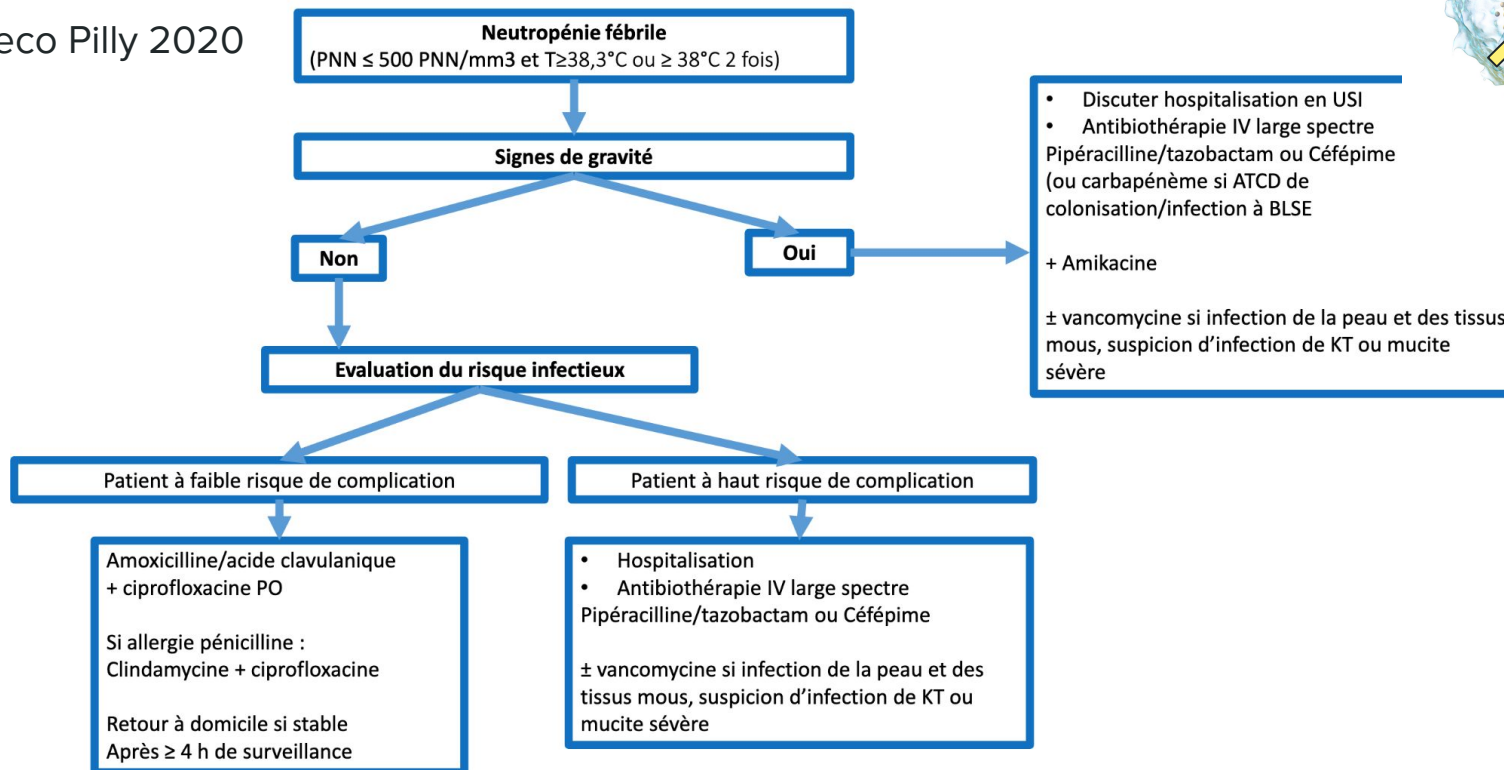 eco Pilly 2020
Neutropénie fébrile
(PNN ≤ 500 PNN/mm3 et T≥38,3°C ou ≥ 38°C 2 fois)
Signes de gravité
Non
Oui
• Discuter hospitalisation en USI
• Antibiothérapie IV large spectre
Pipéracilline/tazobactam ou Céfépime
(ou carbapénème si ATCD de
colonisation/infection à BLSE
+ Amikacine
± vancomycine si infection de la peau et des tissus
mous, suspicion d’infection de KT ou mucite
sévère
Evaluation du risque infectieux
Patient à faible risque de complication
Patient à haut risque de complication
Amoxicilline/acide clavulanique
+ ciprofloxacine PO
Si allergie pénicilline :
Clindamycine + ciprofloxacine
Retour à domicile si stable
Après ≥ 4 h de surveillance
• Hospitalisation
• Antibiothérapie IV large spectre
Pipéracilline/tazobactam ou Céfépime
± vancomycine si infection de la peau et des
tissus mous, suspicion d’infection de KT ou
mucite sévère